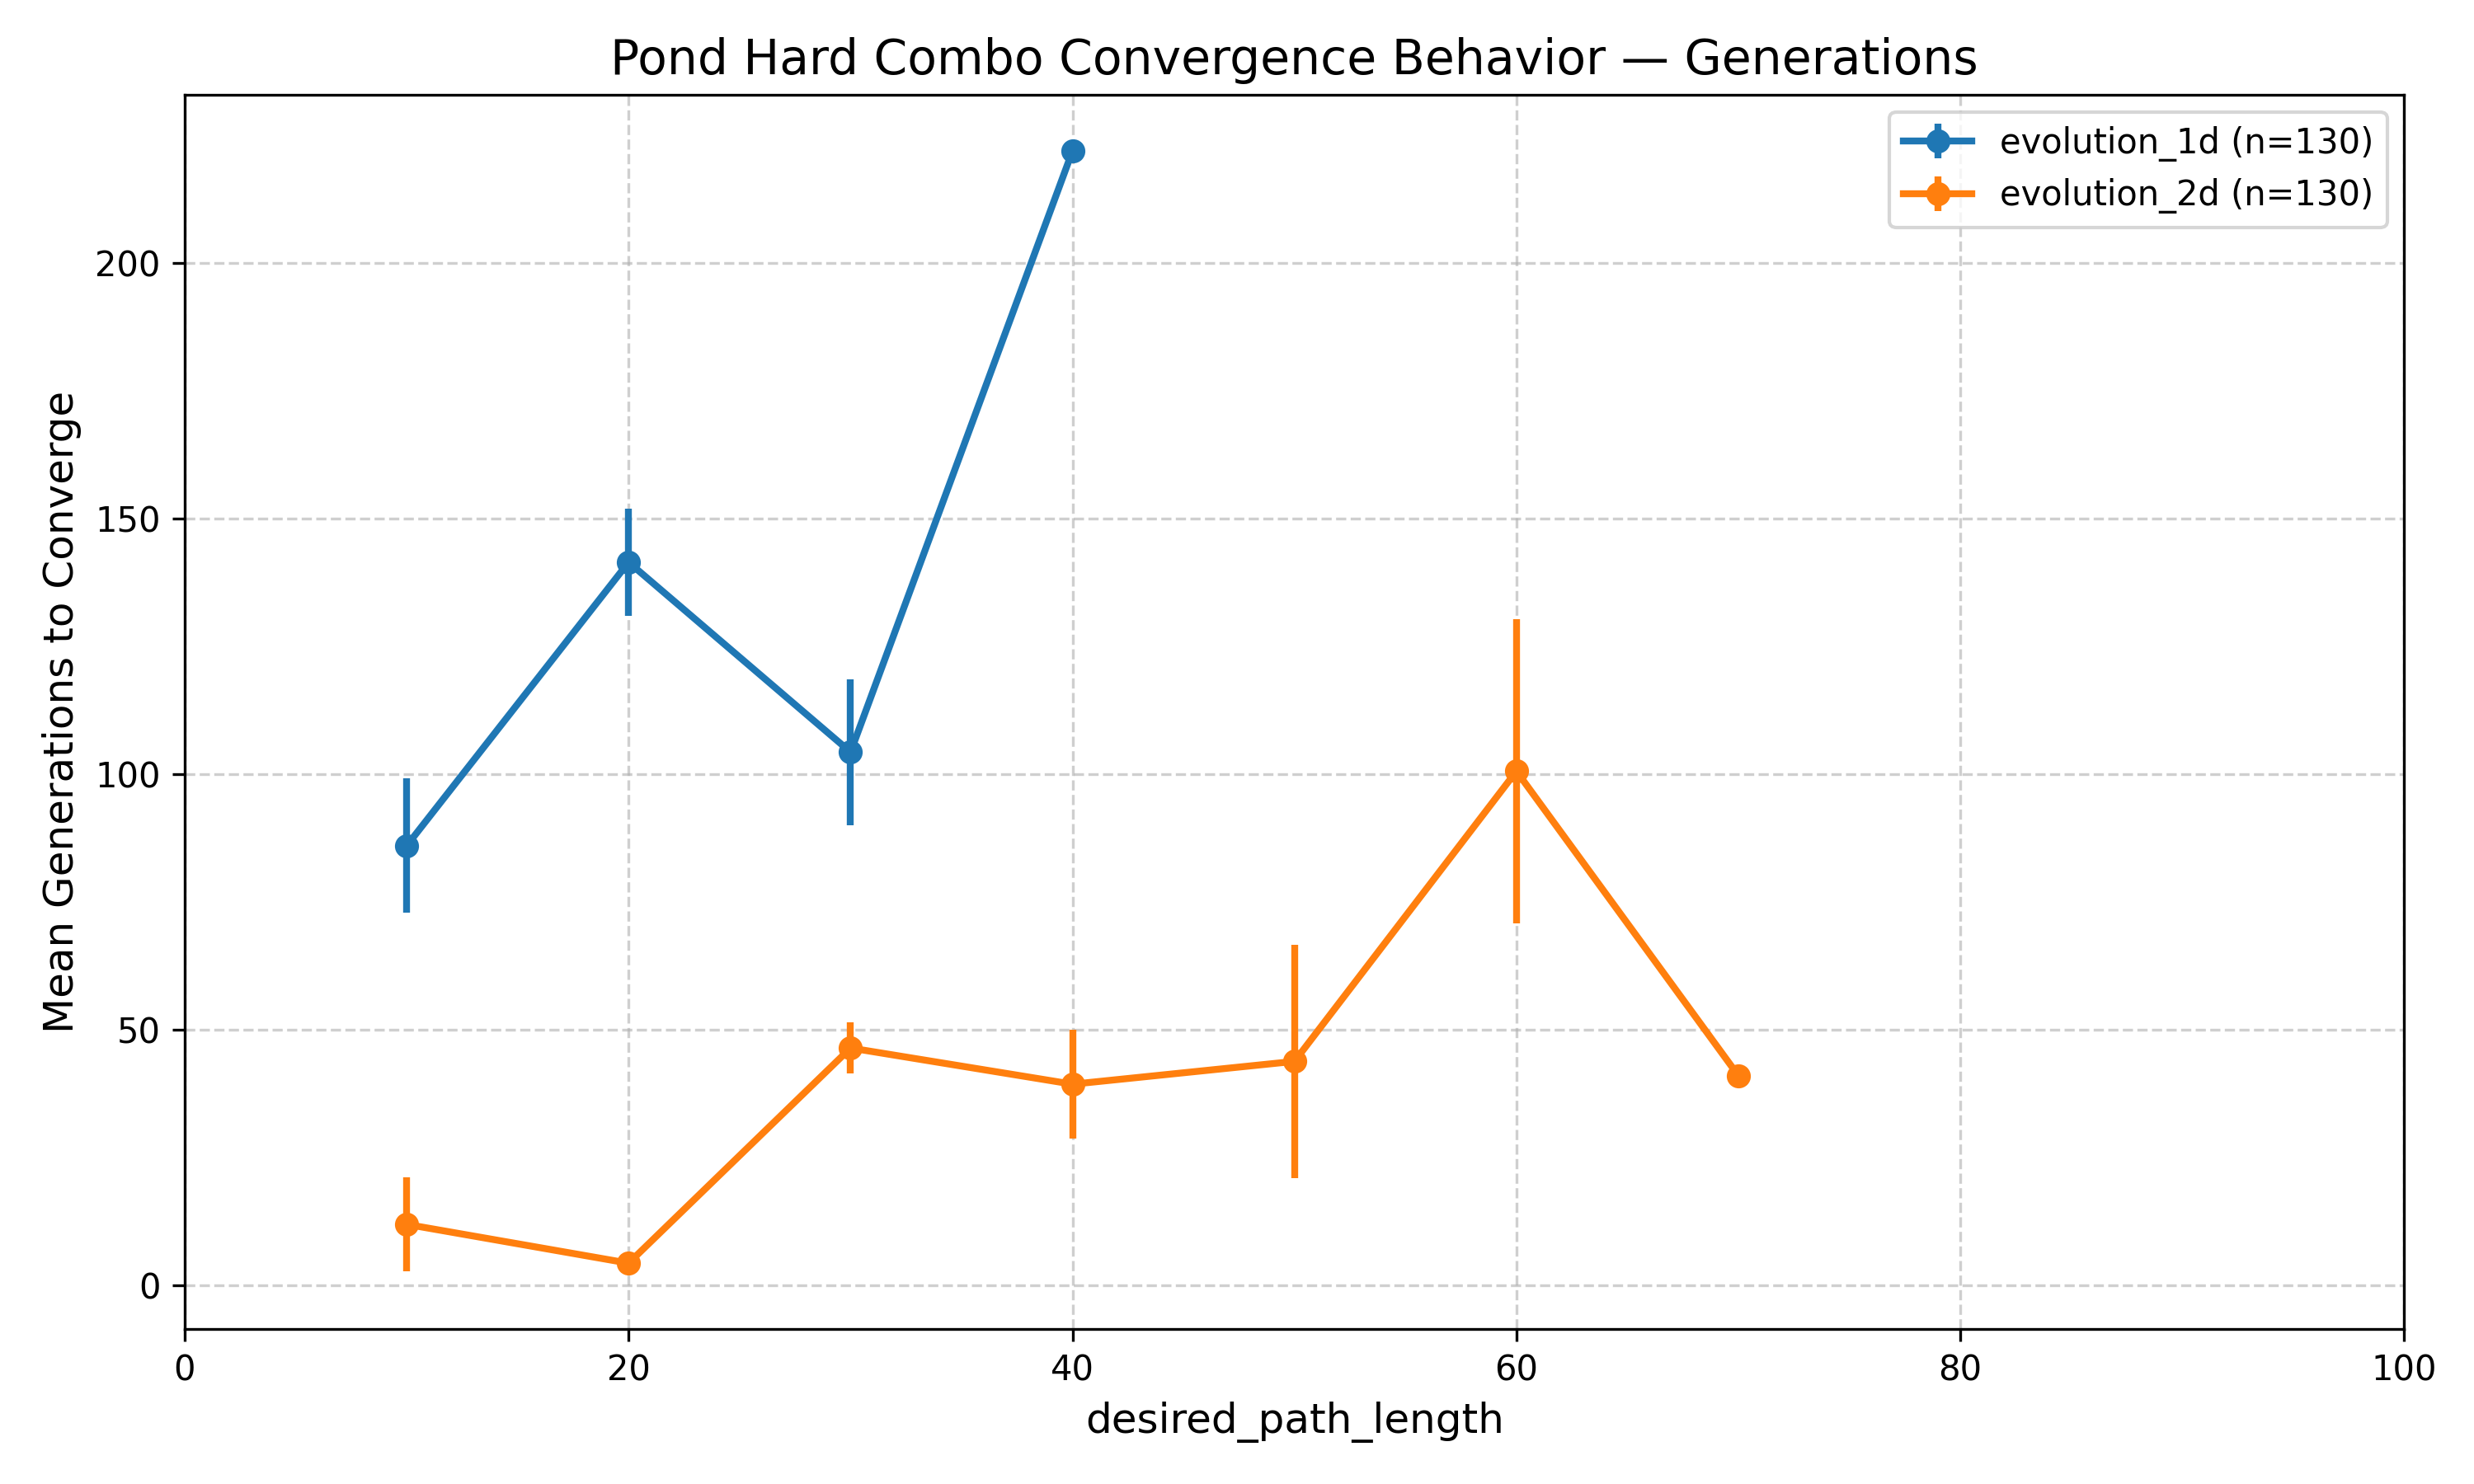 Pond Hard Combo Convergence Behavior — Generations
evolution_1d (n=130)
evolution_2d (n=130)
Mean Generations to Converge
200
150
100
50
0
0 20 40 60 80 100
desired_path_length